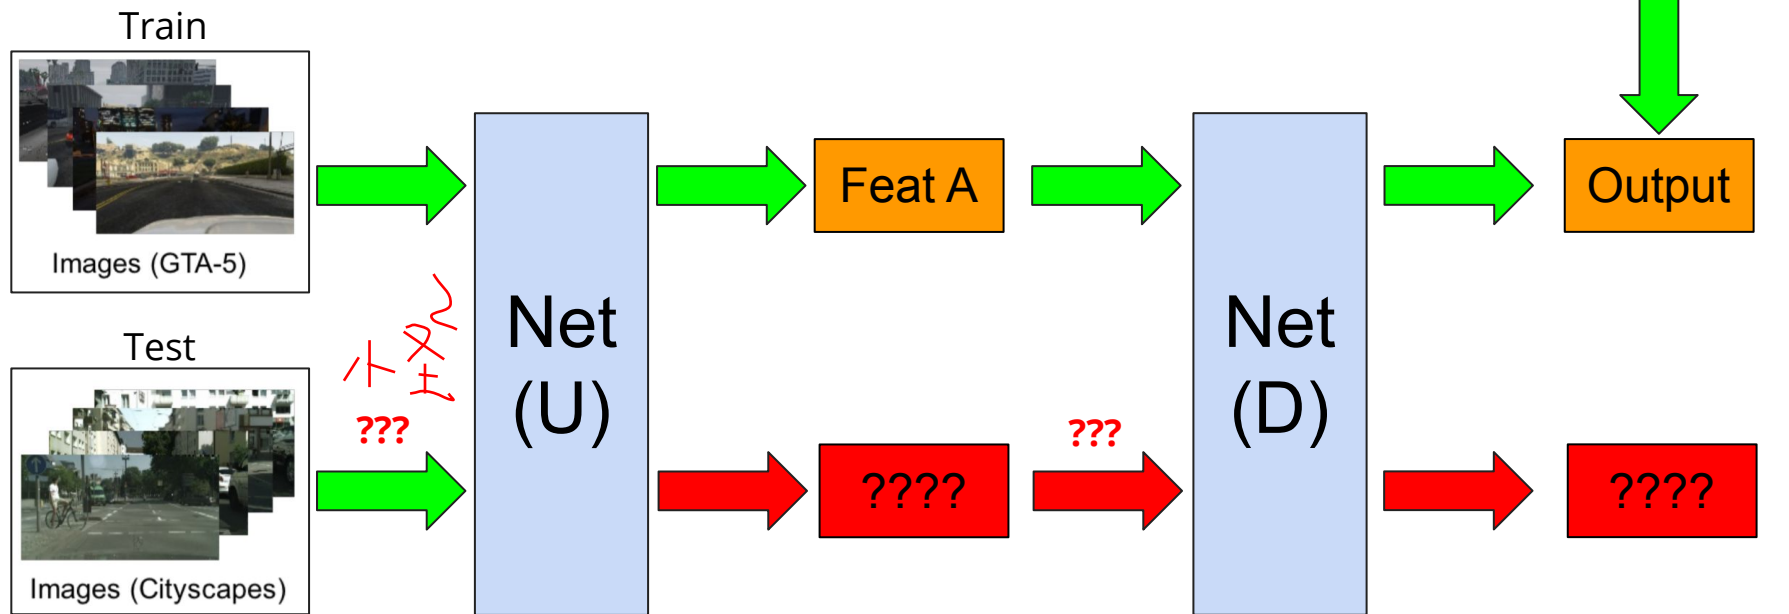 Train
Images (GTA-5)
Net
(U)
Feat A
Net
(D)
Output
Test
???
Images (Cityscapes)
????
???
????